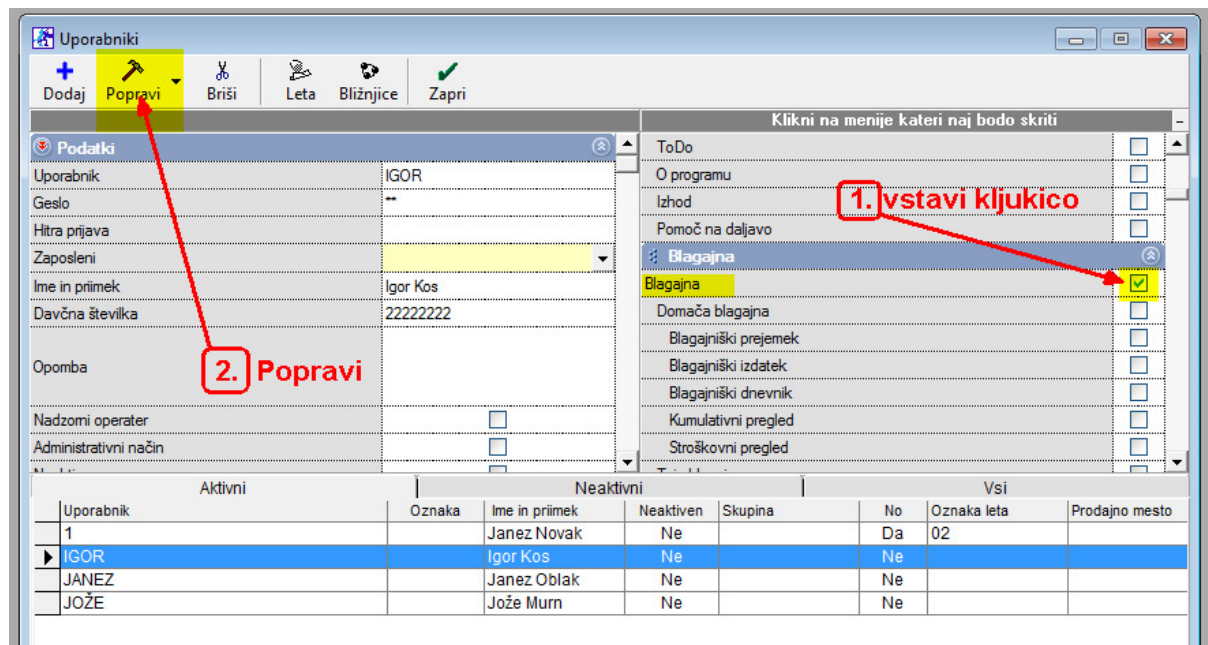 Uporabniki
Dodaj Popravi Briši Leta Bližnjice Zapri
Klikni na menije kateri naj bodo skriti
Podatki
Uporabnik IGOR
Geslo **
Hitra prijava
Zaposleni
Ime in priimek Igor Kos
Davčna številka 22222222
Opomba
Nadzorni operater
Administrativni način
ToDo
O programu
Izhod
Pomoč na daljavo
Blagajna
Blagajna
Domača blagajna
Blagajniški prejemek
Blagajniški izdatek
Blagajniški dnevnik
Kumulativni pregled
Stroškovni pregled
1. vstavi kljukico
2. Popravi
Aktivni Neaktivni Vsi
Uporabnik Oznaka Ime in priimek Neaktiven Skupina No Oznaka leta Prodajno mesto
1 Janez Novak Ne Da 02
IGOR Igor Kos Ne Ne
JANEZ Janez Oblak Ne Ne
JOŽE Jože Murn Ne Ne